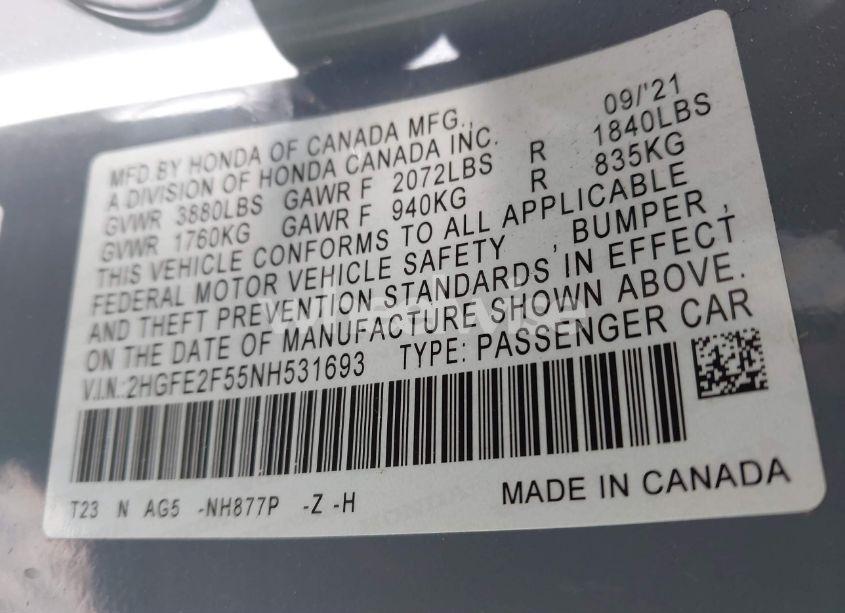 MFD.BY HONDA OF CANADA MFG., 09/'21
A DIVISION OF HONDA CANADA INC.
GVWR 3880LBS GAWR F 2072LBS R 1840LBS
GVWR 1760KG GAWR F 940KG R 835KG
THIS VEHICLE CONFORMS TO ALL APPLICABLE
FEDERAL MOTOR VEHICLE SAFETY , BUMPER ,
AND THEFT PREVENTION STANDARDS IN EFFECT
ON THE DATE OF MANUFACTURE SHOWN ABOVE.
V.I.N.:2HGFE2F55NH531693 TYPE: PASSENGER CAR
T23 N AG5 -NH877P -Z -H MADE IN CANADA